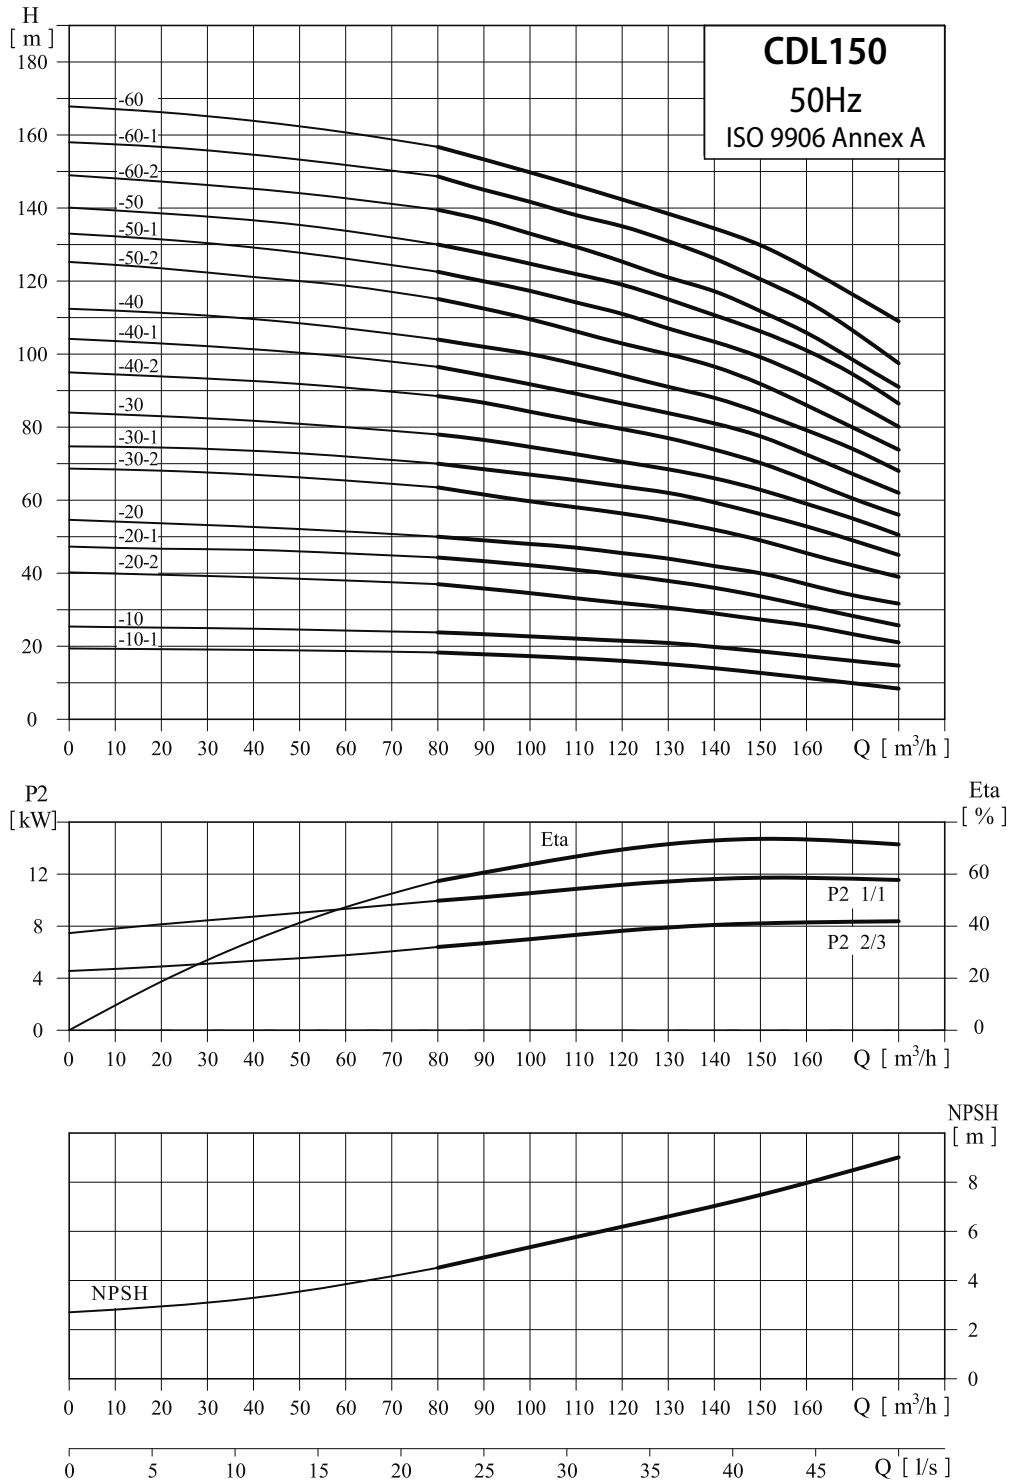 H
[ m ]
CDL150
50Hz
ISO 9906 Annex A
180
160
140
120
100
80
60
40
20
0
-60
-60-1
-60-2
-50
-50-1
-50-2
-40
-40-1
-40-2
-30
-30-1
-30-2
-20
-20-1
-20-2
-10
-10-1
0 10 20 30 40 50 60 70 80 90 100 110 120 130 140 150 160 Q [ m³/h ]
P2
[kW]
Eta
[ % ]
12
8
4
0
Eta
P2 1/1
P2 2/3
60
40
20
0
0 10 20 30 40 50 60 70 80 90 100 110 120 130 140 150 160 Q [ m³/h ]
NPSH
[ m ]
8
6
4
2
0
NPSH
0 10 20 30 40 50 60 70 80 90 100 110 120 130 140 150 160 Q [ m³/h ]
0 5 10 15 20 25 30 35 40 45 Q [ l/s ]